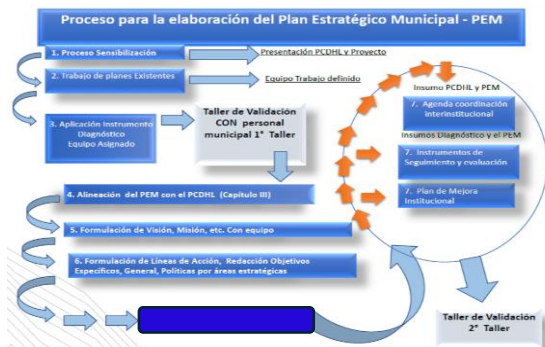 Proceso para la elaboración del Plan Estratégico Municipal - PEM
1. Proceso Sensibilización
Presentación PCDHL y Proyecto
2. Trabajo de planes Existentes
Equipo Trabajo definido
3. Aplicación Instrumento
Diagnóstico
Equipo Asignado
Taller de Validación
CON personal
municipal 1° Taller
4. Alineación del PEM con el PCDHL (Capítulo III)
5. Formulación de Visión, Misión, etc. Con equipo
6. Formulación de Lineas de Acción, Redacción Objetivos
Específicos, General, Políticas por áreas estratégicas
Insumo PCDHL y PEM
7. Agenda coordinación
interinstitucional
Insumos Diagnóstico y el PEM
7. Instrumentos de
Seguimiento y evaluación
7. Plan de Mejora
Institucional
Taller de Validación
2° Taller